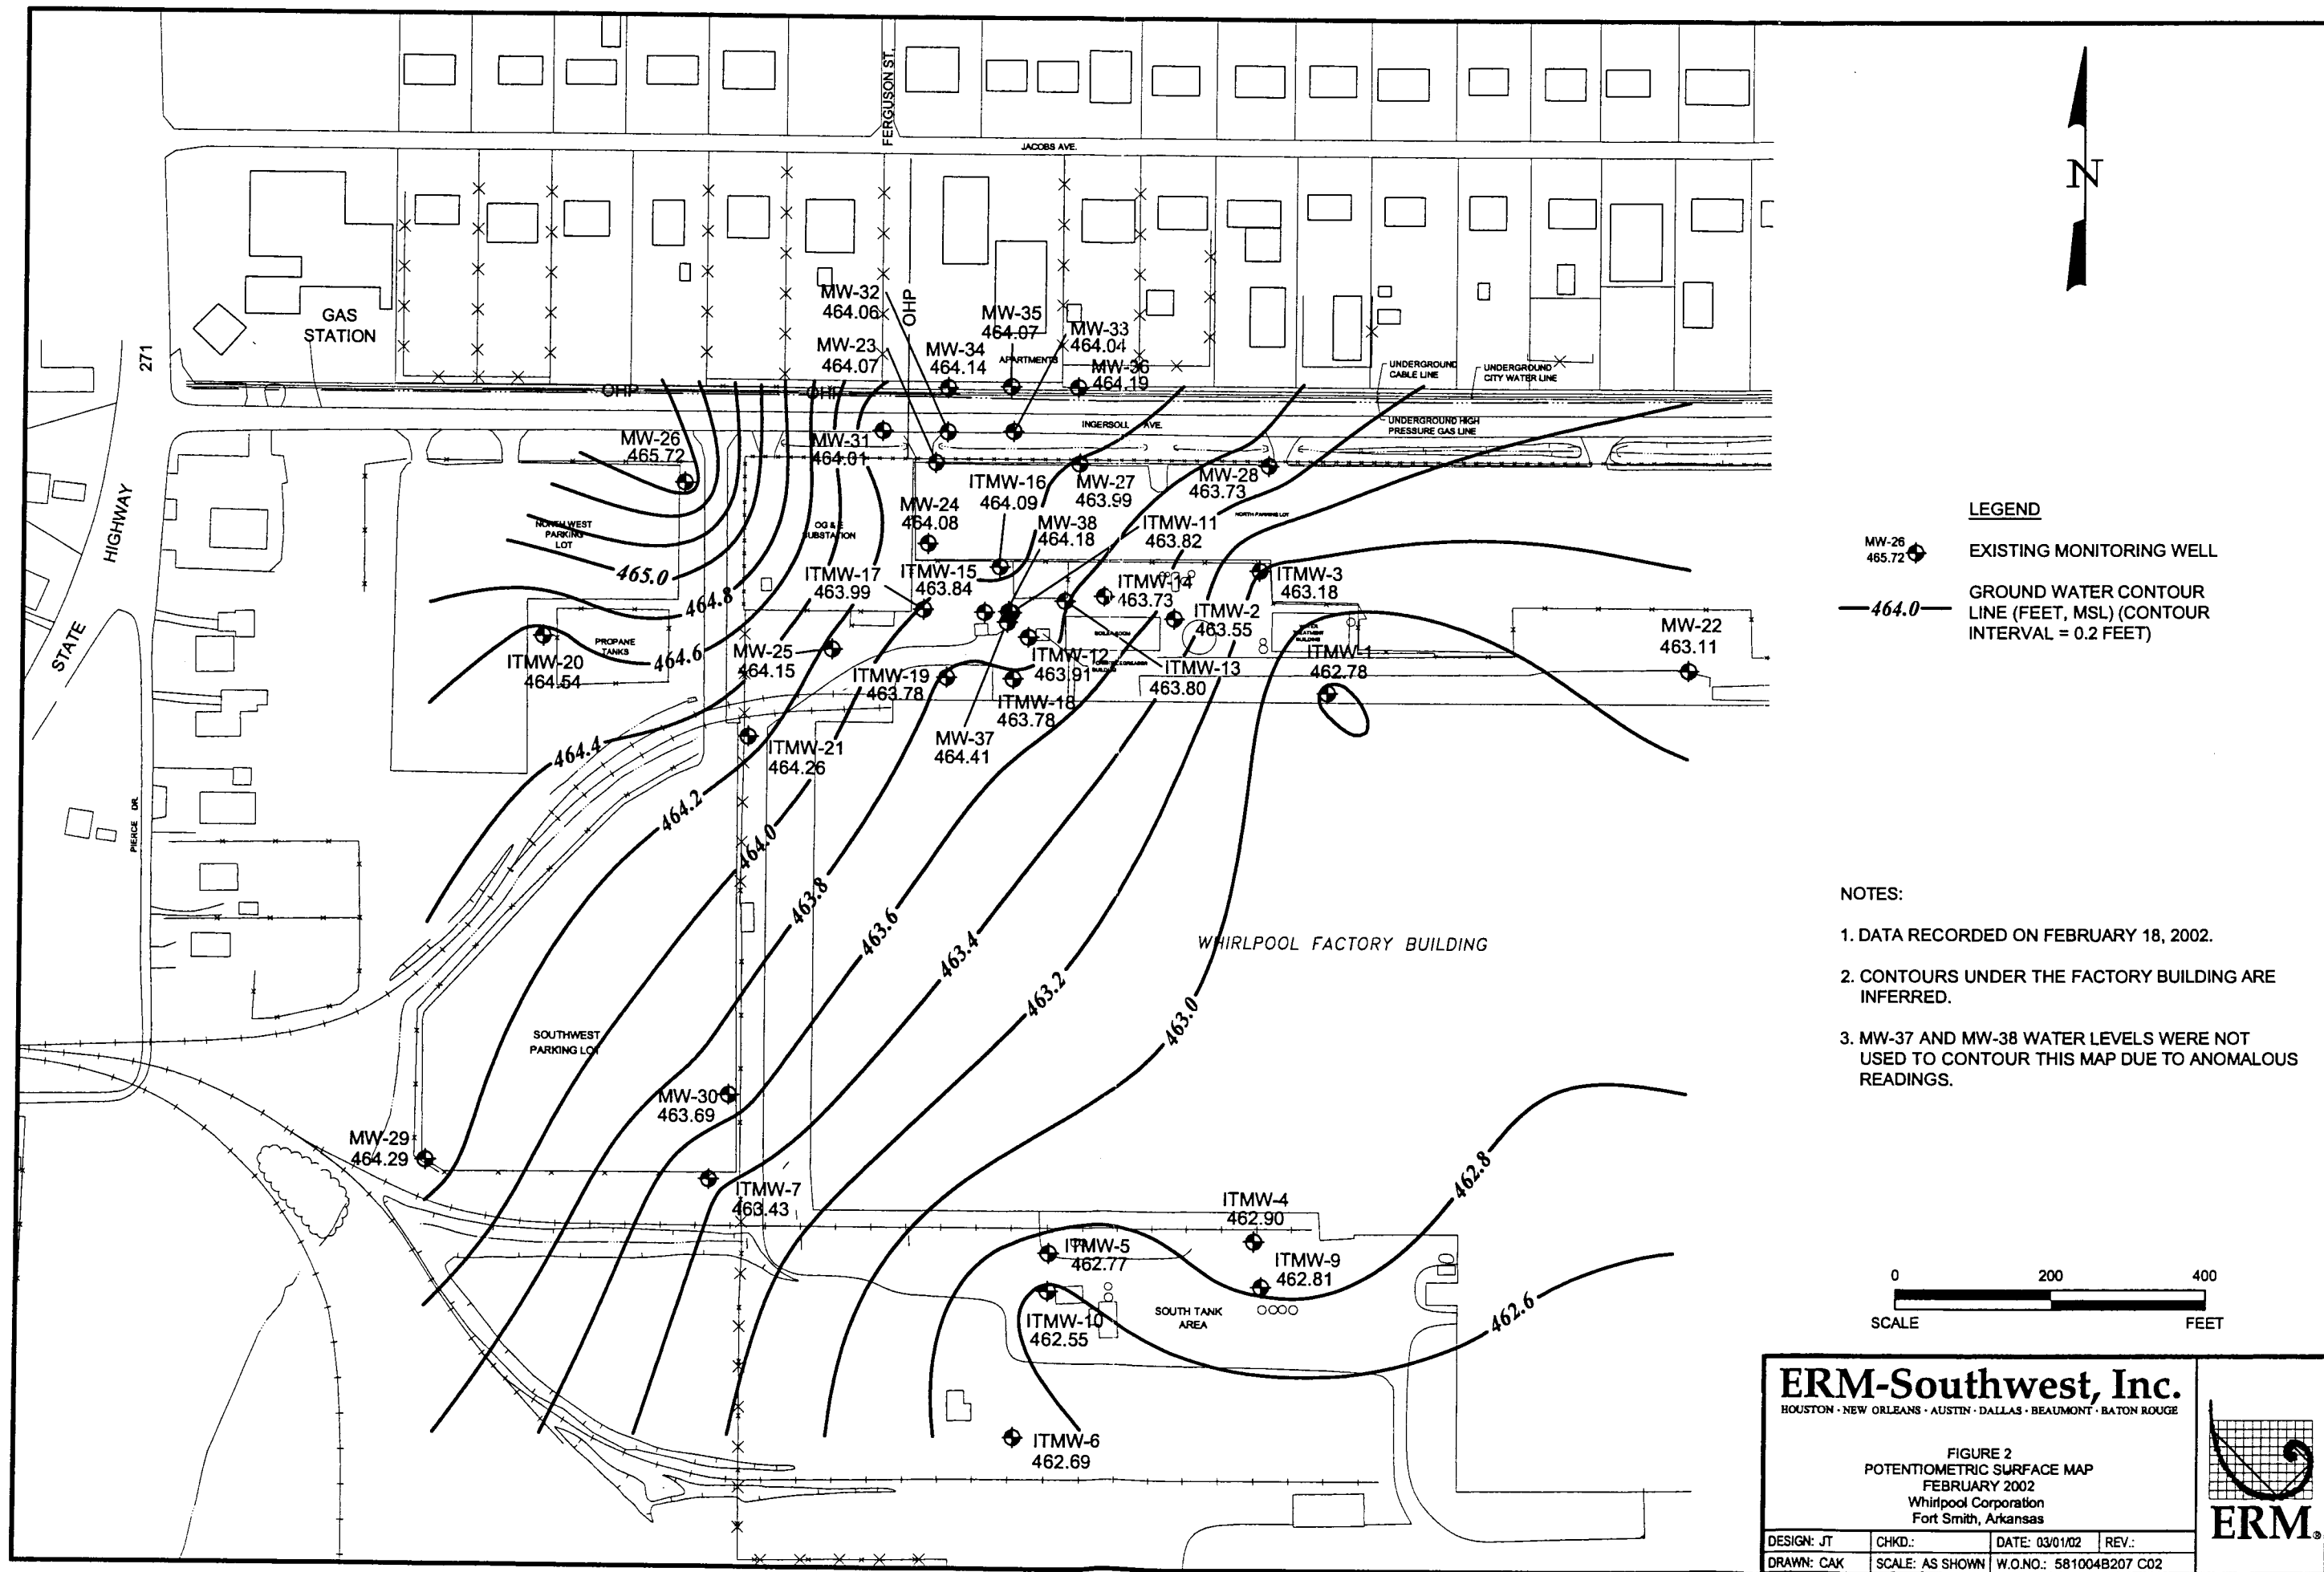 FERGUSON ST.
JACOBS AVE.
GAS
STATION
271
HIGHWAY
STATE
PIERCE DR.
OHP
OHP
OHP
MW-32
464.06
MW-23
464.07
MW-34
464.14
MW-35
464.07
MW-33
464.04
APARTMENTS
MW-36
464.19
UNDERGROUND
CABLE LINE
UNDERGROUND
CITY WATER LINE
UNDERGROUND HIGH
PRESSURE GAS LINE
INGERSOLL AVE.
MW-26
465.72
MW-31
464.01
ITMW-16
464.09
MW-27
463.99
MW-28
463.73
MW-24
464.08
MW-38
464.18
ITMW-11
463.82
NORTH PARKING LOT
NORTH WEST
PARKING
LOT
OG & E
SUBSTATION
465.0
464.8
464.6
ITMW-17
463.99
ITMW-15
463.84
ITMW-14
463.73
ITMW-3
463.18
ITMW-2
463.55
BOILER ROOM
WATER
TREATMENT
BUILDING
ITMW-1
462.78
MW-22
463.11
PROPANE
TANKS
ITMW-20
464.54
MW-25
464.15
ITMW-12
463.91
BUILDING
ITMW-13
463.80
ITMW-19
463.78
ITMW-18
463.78
MW-37
464.41
ITMW-21
464.26
464.4
464.2
464.0
463.8
463.6
463.4
463.2
463.0
WHIRLPOOL FACTORY BUILDING
SOUTHWEST
PARKING LOT
MW-30
463.69
MW-29
464.29
ITMW-7
463.43
ITMW-4
462.90
ITMW-5
462.77
ITMW-9
462.81
ITMW-10
462.55
SOUTH TANK
AREA
462.8
462.6
ITMW-6
462.69
N
LEGEND
MW-26
465.72
EXISTING MONITORING WELL
464.0
GROUND WATER CONTOUR
LINE (FEET, MSL) (CONTOUR
INTERVAL = 0.2 FEET)
NOTES:
1. DATA RECORDED ON FEBRUARY 18, 2002.
2. CONTOURS UNDER THE FACTORY BUILDING ARE
INFERRED.
3. MW-37 AND MW-38 WATER LEVELS WERE NOT
USED TO CONTOUR THIS MAP DUE TO ANOMALOUS
READINGS.
0 200 400
SCALE FEET
ERM-Southwest, Inc.
HOUSTON · NEW ORLEANS · AUSTIN · DALLAS · BEAUMONT · BATON ROUGE
FIGURE 2
POTENTIOMETRIC SURFACE MAP
FEBRUARY 2002
Whirlpool Corporation
Fort Smith, Arkansas
DESIGN: JT CHKD.: DATE: 03/01/02 REV.:
DRAWN: CAK SCALE: AS SHOWN W.O.NO.: 581004B207 C02
ERM®